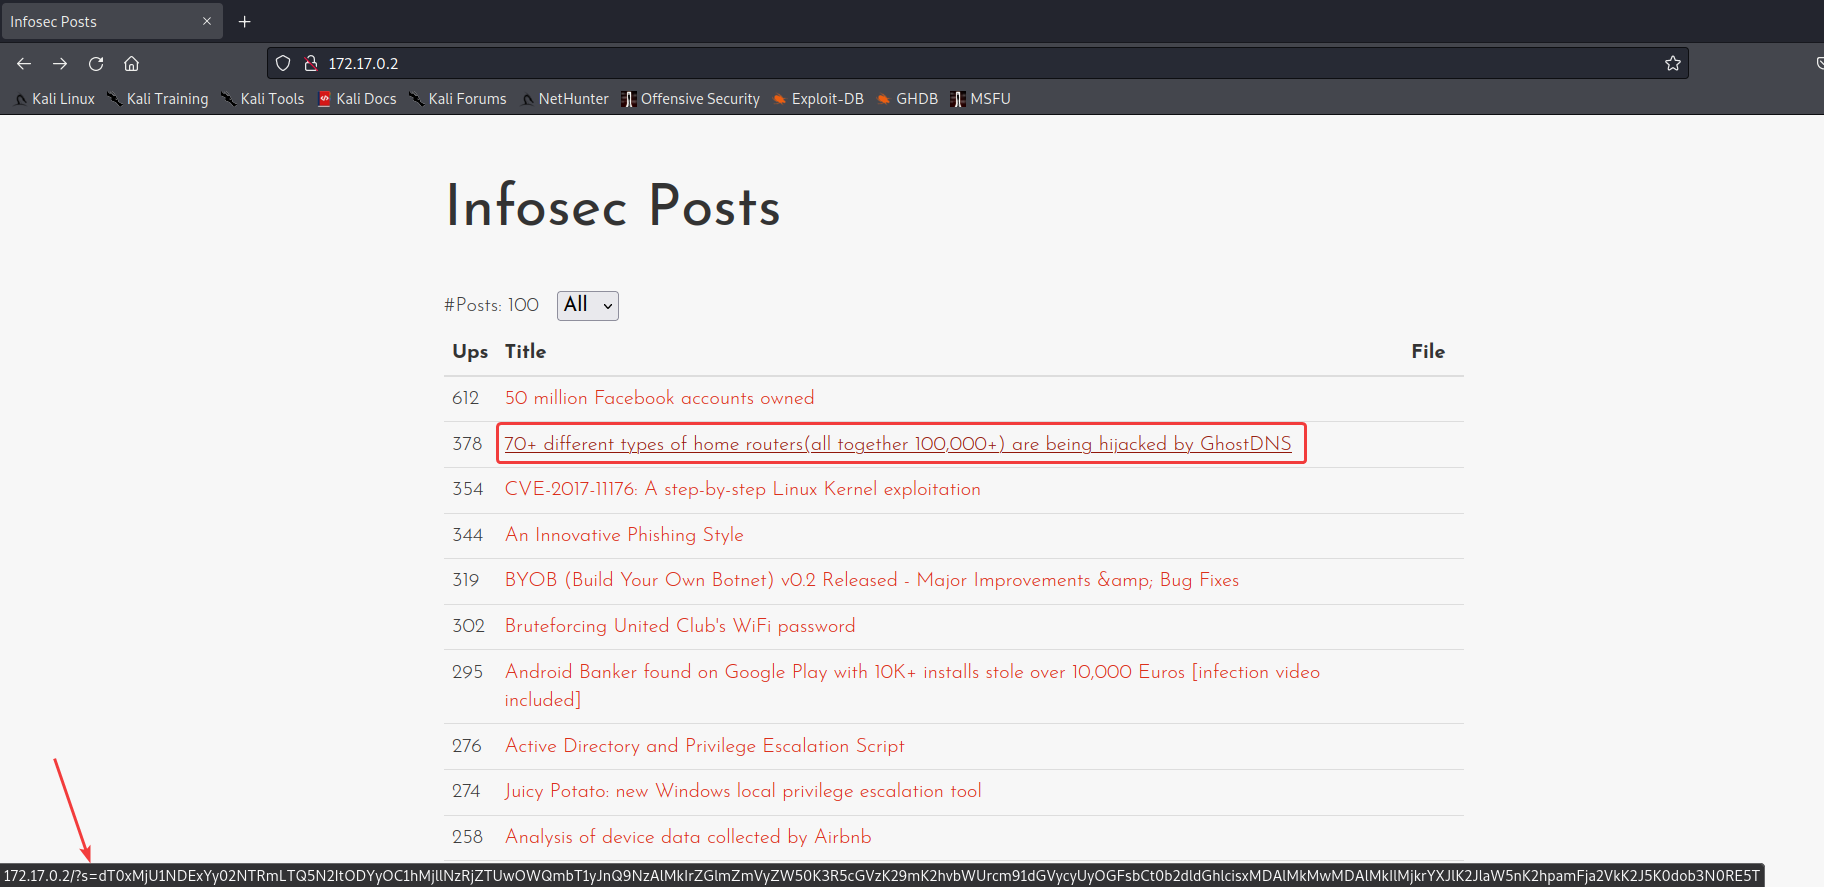 Infosec Posts
172.17.0.2
Kali Linux Kali Training Kali Tools Kali Docs Kali Forums NetHunter Offensive Security Exploit-DB GHDB MSFU
Infosec Posts
#Posts: 100 All
Ups Title File
612 50 million Facebook accounts owned
378 70+ different types of home routers(all together 100,000+) are being hijacked by GhostDNS
354 CVE-2017-11176: A step-by-step Linux Kernel exploitation
344 An Innovative Phishing Style
319 BYOB (Build Your Own Botnet) v0.2 Released - Major Improvements &amp; Bug Fixes
302 Bruteforcing United Club's WiFi password
295 Android Banker found on Google Play with 10K+ installs stole over 10,000 Euros [infection video
included]
276 Active Directory and Privilege Escalation Script
274 Juicy Potato: new Windows local privilege escalation tool
258 Analysis of device data collected by Airbnb
172.17.0.2/?s=dT0xMjU1NDExYy02NTRmLTQ5N2ItODYyOC1hMjllNzRjZTUwOWQmbT1yJnQ9NzAlMkIrZGlmZmVyZW50K3R5cGVzK29mK2hvbWUrcm91dGVycyUyOGFsbCt0b2dldGhlcisxMDAlMkMwMDAlMkIlMjkrYXJlK2JlaW5nK2hpamFja2VkK2J5K0dob3N0RE5T